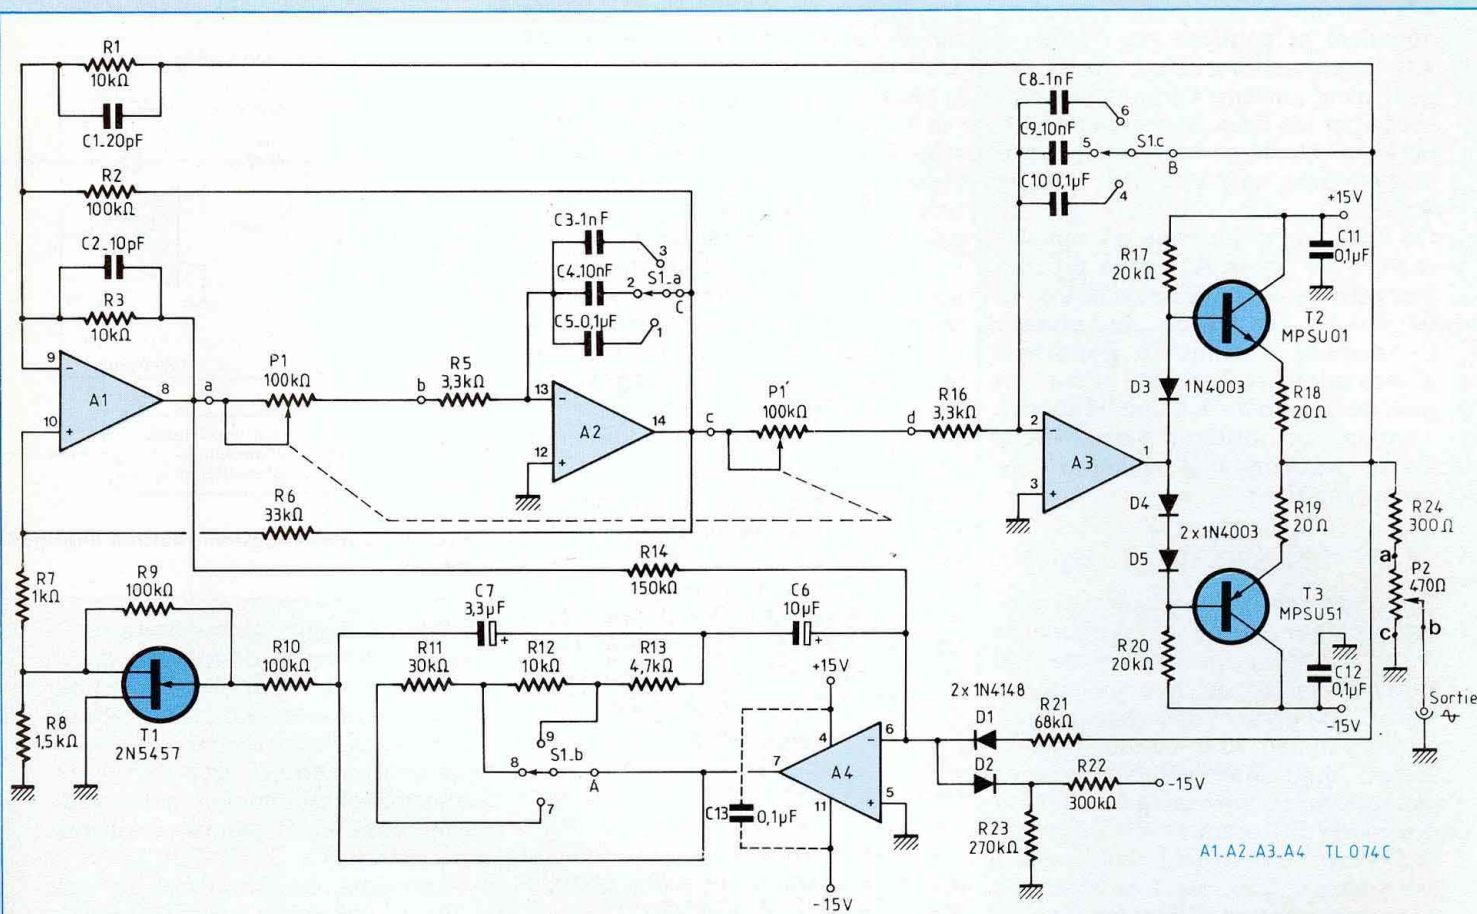 R1
10kΩ
C1_20pF
R2
100kΩ
C2_10pF
R3
10kΩ
9
−
A1
8
10
+
a
P1
100kΩ
b
R5
3,3kΩ
C3_1nF
3
C4_10nF
2
S1_a
C
C5_0,1µF
1
13
−
A2
14
12
+
c
P1'
100kΩ
d
R16
3,3kΩ
C8_1nF
6
C9_10nF
5
S1.c
B
C10 0,1µF
4
2
−
A3
1
3
+
+15V
C11
0,1µF
R17
20kΩ
T2
MPSU01
D3
1N4003
R18
20Ω
D4
2x1N4003
R19
20Ω
D5
T3
MPSU51
R20
20kΩ
C12
0,1µF
-15V
R24
300Ω
a
P2
470Ω
b
c
Sortie
R6
33kΩ
R14
150kΩ
R7
1kΩ
R9
100kΩ
R10
100kΩ
R8
1,5kΩ
T1
2N5457
C7
3,3µF
+
C6
10µF
+
R11
30kΩ
R12
10kΩ
R13
4,7kΩ
9
8
S1_b
A
7
+15V
4
−
6
7
A4
11
+
5
C13
0,1µF
-15V
2x1N4148
D1
R21
68kΩ
D2
R22
300kΩ
-15V
R23
270kΩ
A1_A2_A3_A4 TL074C